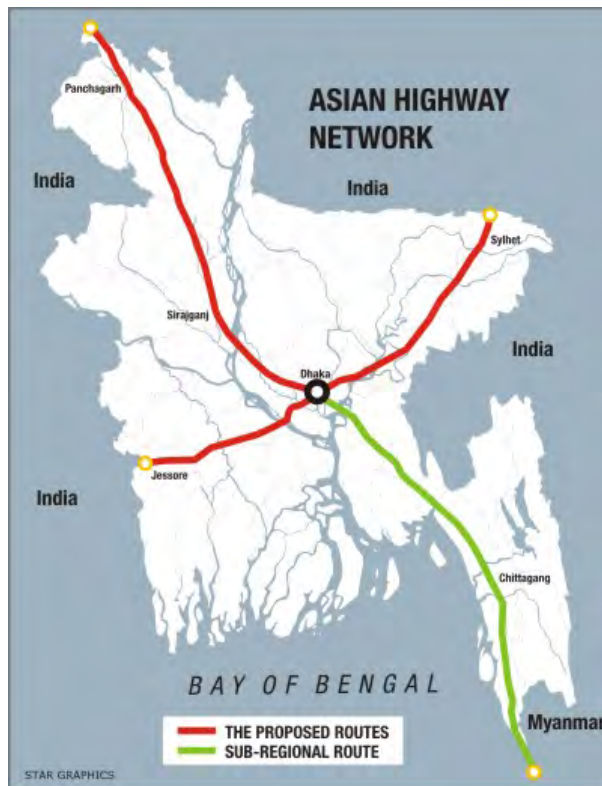 Panchagarh
ASIAN HIGHWAY
NETWORK
India
India
Sylhet
Sirajganj
India
Dhaka
Jessore
India
Chittagang
BAY OF BENGAL
Myanmar
THE PROPOSED ROUTES
SUB-REGIONAL ROUTE
STAR GRAPHICS